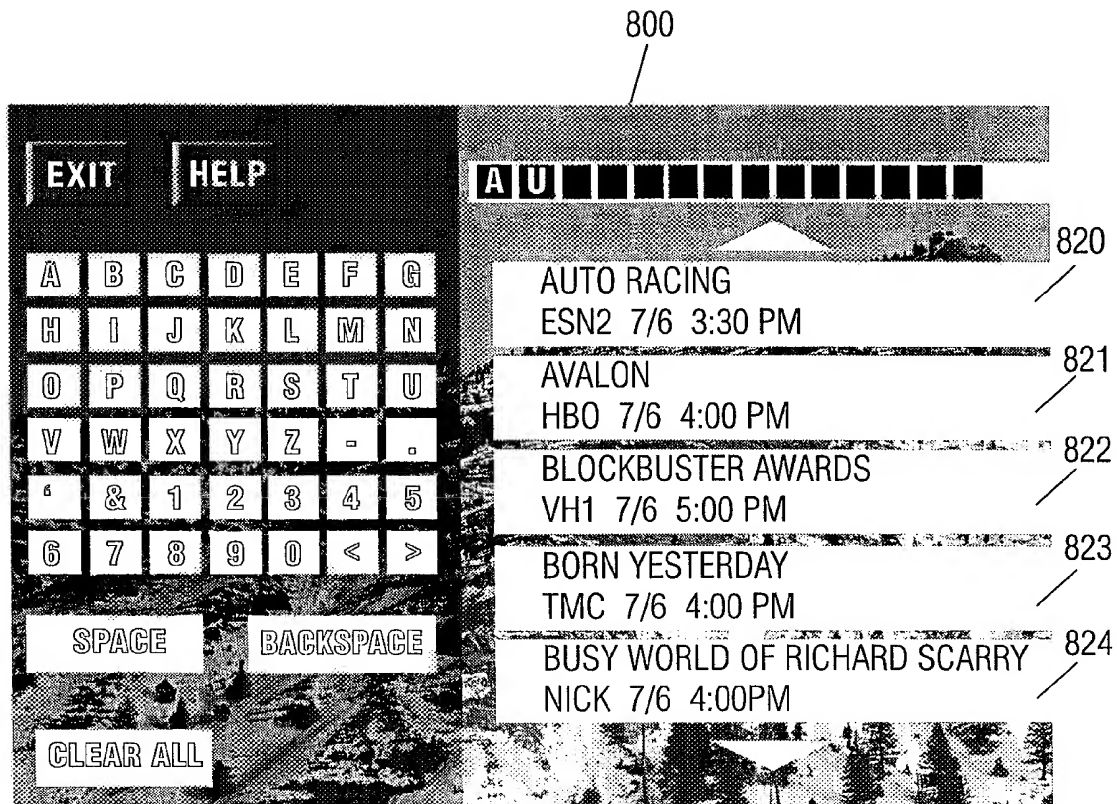 800
EXIT HELP
A U
A B C D E F G
H I J K L M N
O P Q R S T U
V W X Y Z - .
‘ & 1 2 3 4 5
6 7 8 9 0 < >
SPACE BACKSPACE
CLEAR ALL
AUTO RACING
ESN2 7/6 3:30 PM
820
AVALON
HBO 7/6 4:00 PM
821
BLOCKBUSTER AWARDS
VH1 7/6 5:00 PM
822
BORN YESTERDAY
TMC 7/6 4:00 PM
823
BUSY WORLD OF RICHARD SCARRY
NICK 7/6 4:00PM
824